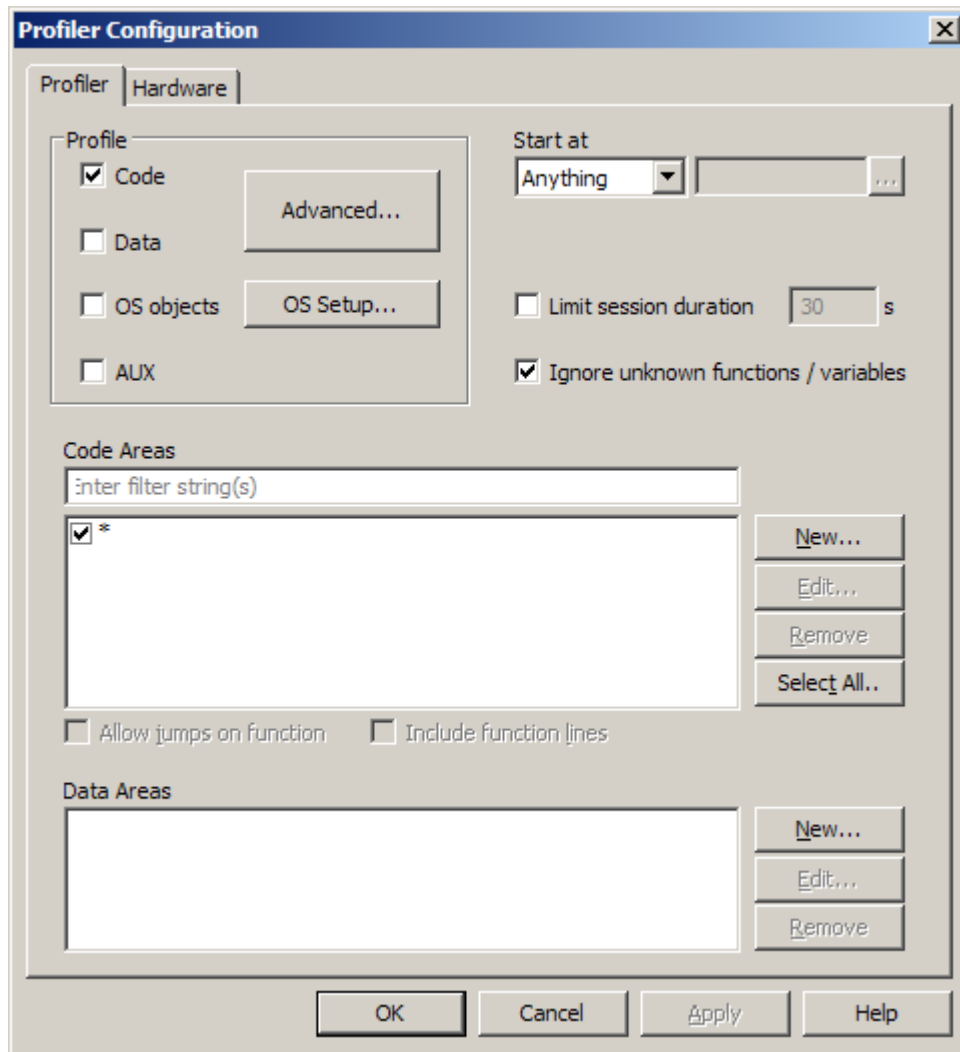 Profiler Configuration
Profiler
Hardware
Profile
Code
Advanced...
Data
OS objects
OS Setup...
AUX
Start at
Anything
...
Limit session duration
30
s
Ignore unknown functions / variables
Code Areas
Enter filter string(s)
*
New...
Edit...
Remove
Select All..
Allow jumps on function
Include function lines
Data Areas
New...
Edit...
Remove
OK
Cancel
Apply
Help